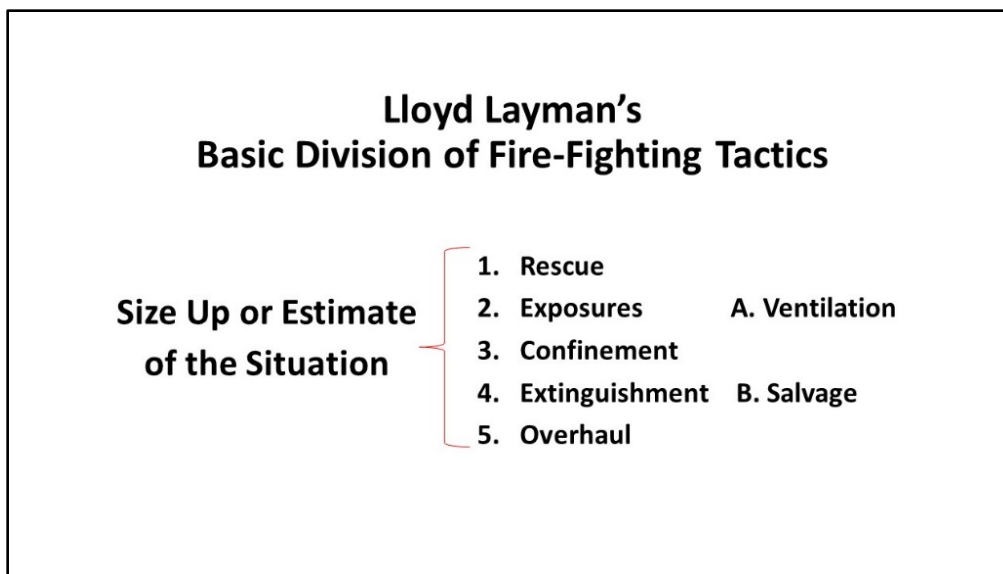 Lloyd Layman’s
Basic Division of Fire-Fighting Tactics
Size Up or Estimate
of the Situation
1. Rescue
2. Exposures A. Ventilation
3. Confinement
4. Extinguishment B. Salvage
5. Overhaul